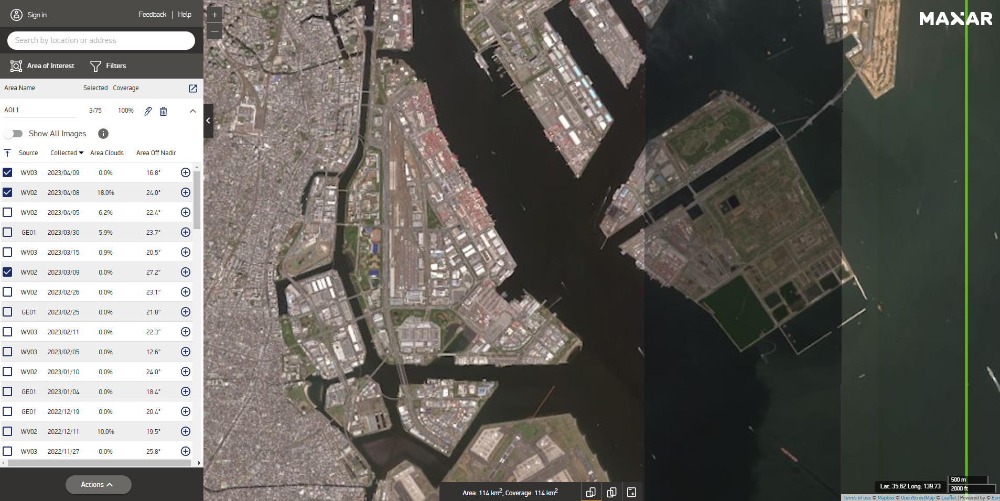 Sign in
Feedback | Help
Search by location or address
Area of Interest
Filters
Area Name Selected Coverage
AOI 1 3/75 100%
Show All Images
Source Collected Area Clouds Area Off Nadir
WV03 2023/04/09 0.0% 16.8°
WV02 2023/04/08 18.0% 24.0°
WV02 2023/04/05 6.2% 22.4°
GE01 2023/03/30 5.9% 23.7°
WV03 2023/03/15 0.9% 20.5°
WV02 2023/03/09 0.0% 27.2°
WV02 2023/02/26 0.0% 23.1°
GE01 2023/02/25 0.0% 21.8°
WV03 2023/02/11 0.0% 22.3°
WV03 2023/02/05 0.0% 12.6°
WV02 2023/01/10 0.0% 24.0°
GE01 2023/01/04 0.0% 18.4°
GE01 2022/12/19 0.0% 20.4°
WV02 2022/12/11 10.0% 19.5°
WV03 2022/11/27 0.0% 25.8°
Actions
MAXAR
Area: 114 km², Coverage: 114 km²
Lat: 35.62 Long: 139.73
500 m
2000 ft
Terms of use © Mapbox © OpenStreetMap © Leaflet | Powered by © Esri